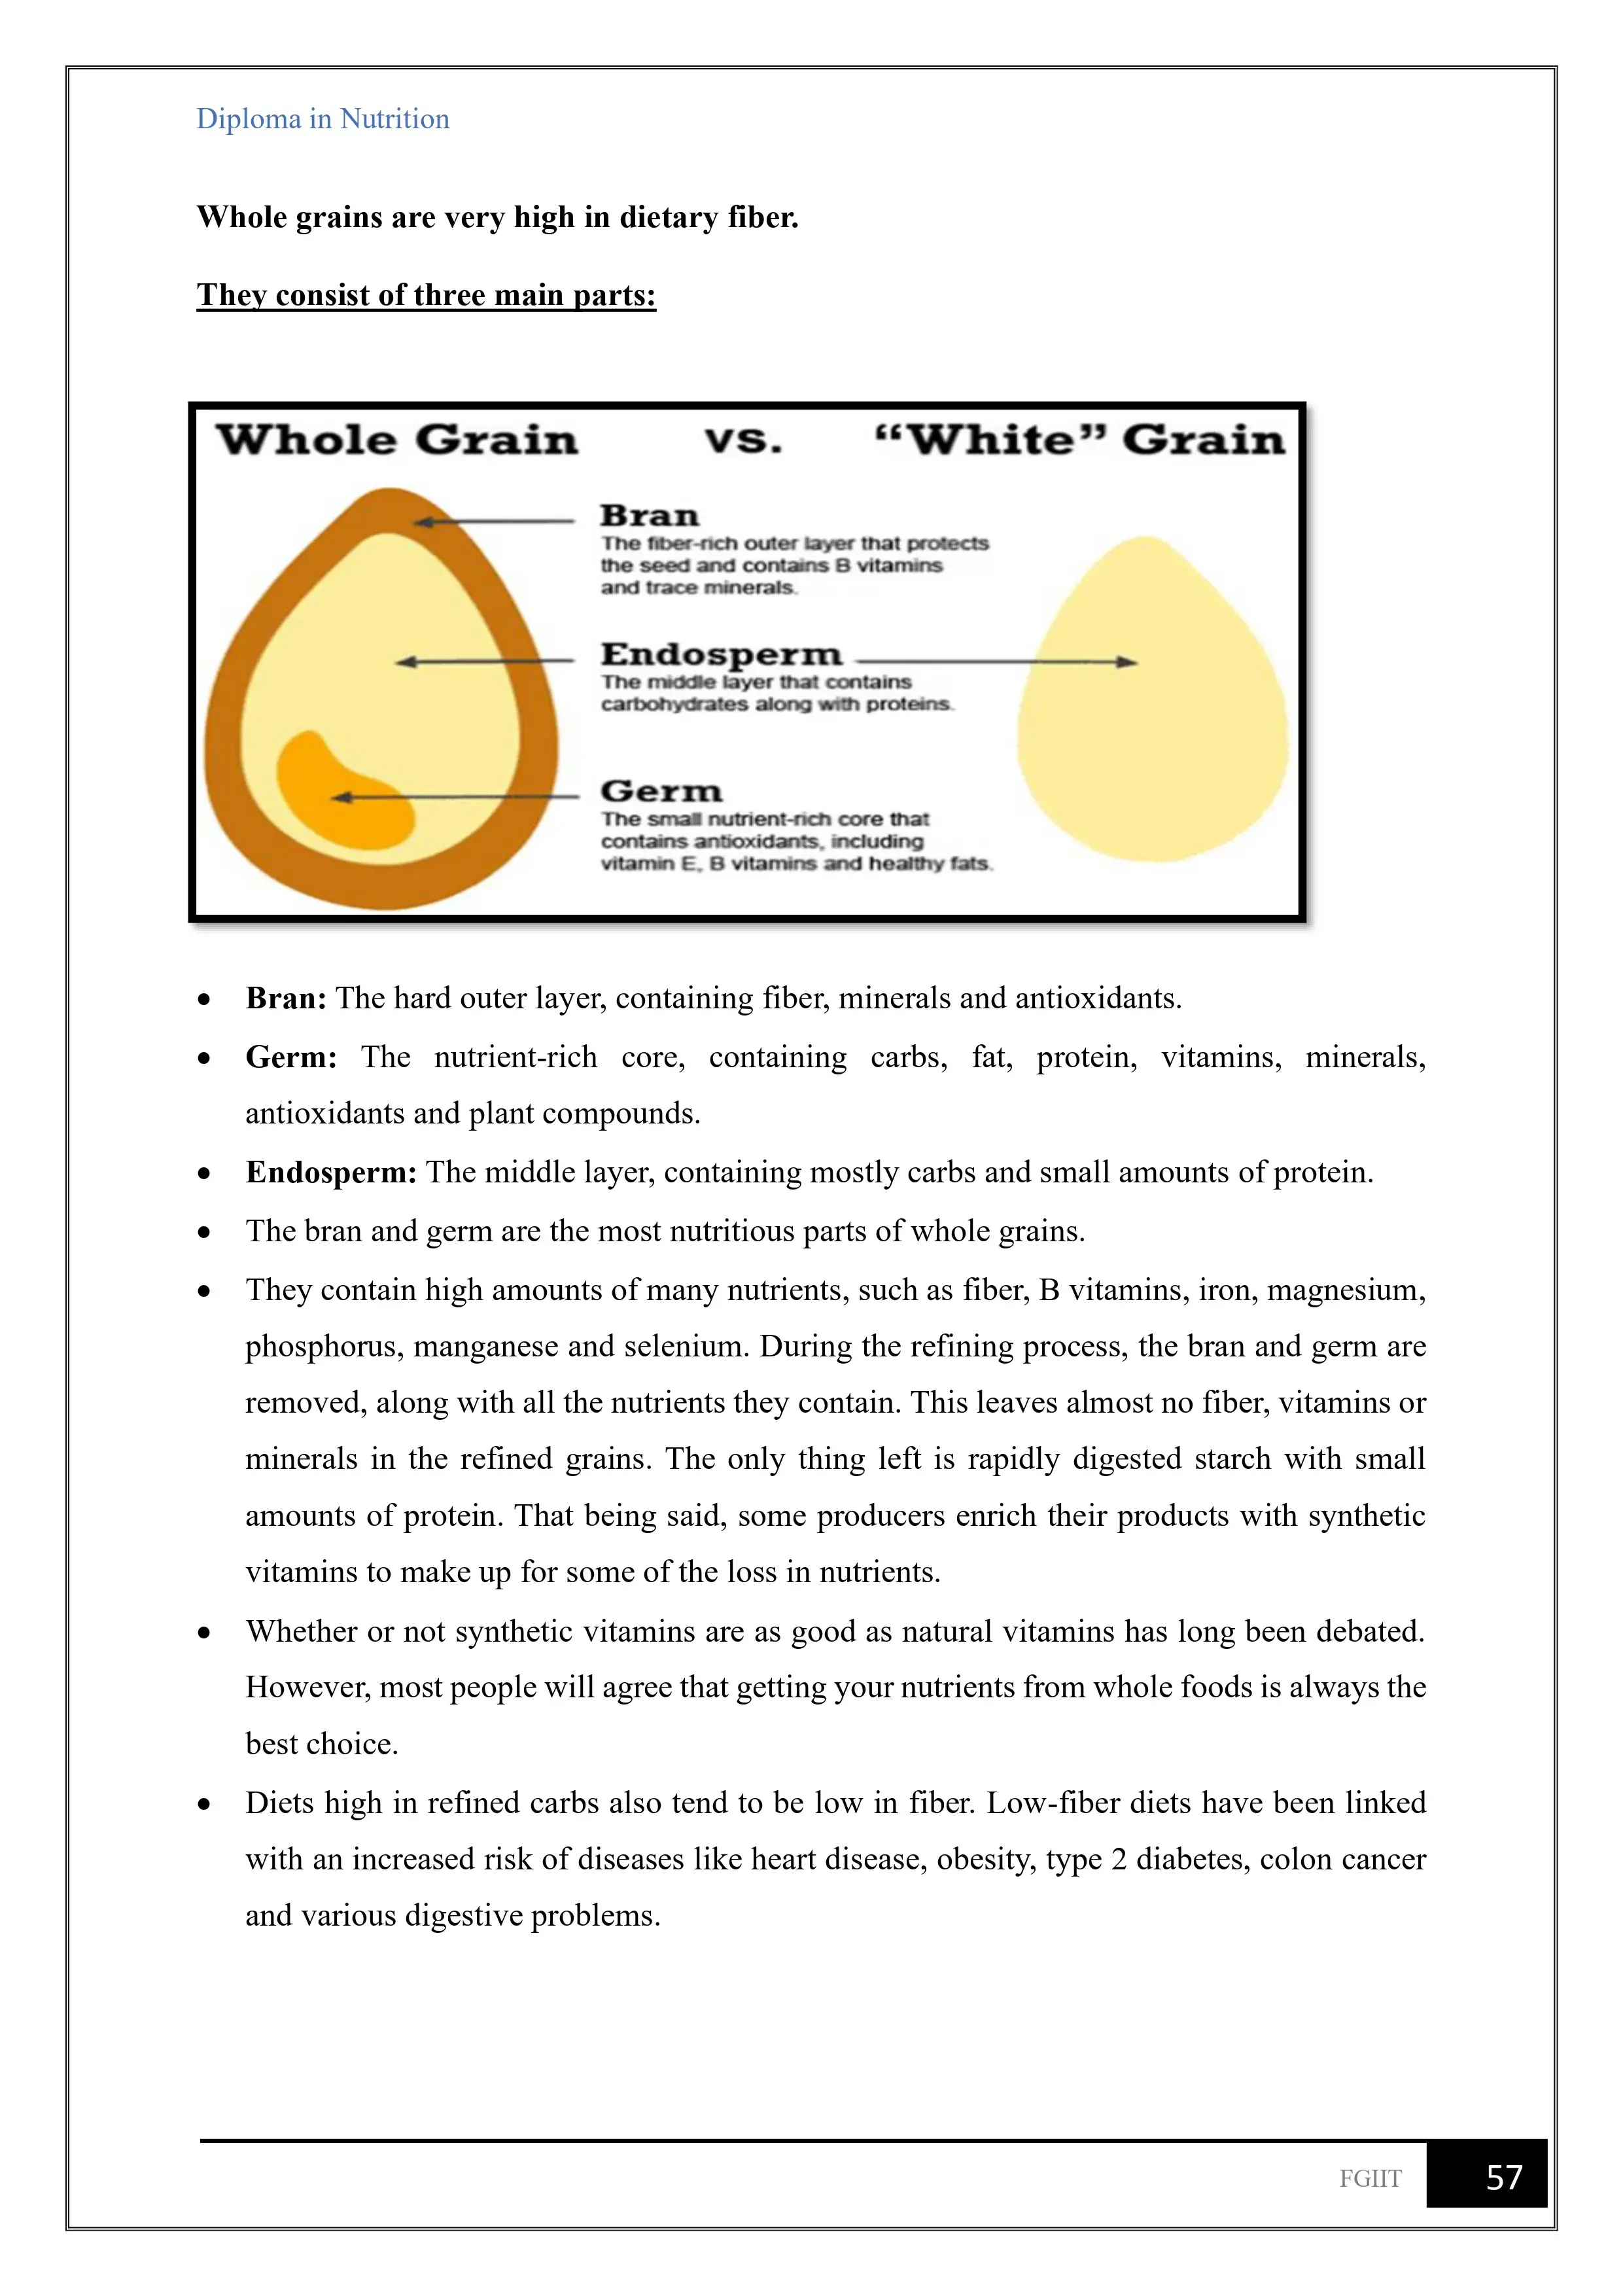 Diploma in Nutrition
Whole grains are very high in dietary fiber.
They consist of three main parts:
Whole Grain vs. “White” Grain
Bran
The fiber-rich outer layer that protects
the seed and contains B vitamins
and trace minerals.
Endosperm
The middle layer that contains
carbohydrates along with proteins.
Germ
The small nutrient-rich core that
contains antioxidants, including
vitamin E, B vitamins and healthy fats.
• Bran: The hard outer layer, containing fiber, minerals and antioxidants.
• Germ: The nutrient-rich core, containing carbs, fat, protein, vitamins, minerals,
antioxidants and plant compounds.
• Endosperm: The middle layer, containing mostly carbs and small amounts of protein.
• The bran and germ are the most nutritious parts of whole grains.
• They contain high amounts of many nutrients, such as fiber, B vitamins, iron, magnesium,
phosphorus, manganese and selenium. During the refining process, the bran and germ are
removed, along with all the nutrients they contain. This leaves almost no fiber, vitamins or
minerals in the refined grains. The only thing left is rapidly digested starch with small
amounts of protein. That being said, some producers enrich their products with synthetic
vitamins to make up for some of the loss in nutrients.
• Whether or not synthetic vitamins are as good as natural vitamins has long been debated.
However, most people will agree that getting your nutrients from whole foods is always the
best choice.
• Diets high in refined carbs also tend to be low in fiber. Low-fiber diets have been linked
with an increased risk of diseases like heart disease, obesity, type 2 diabetes, colon cancer
and various digestive problems.
FGIIT 57